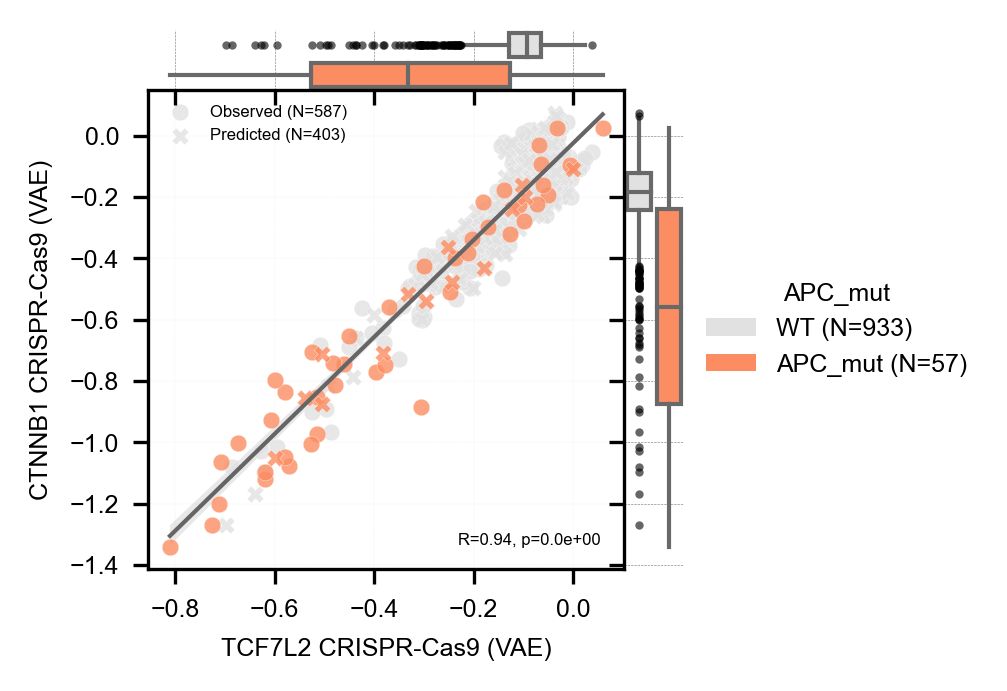 Observed (N=587)
Predicted (N=403)
0.0
−0.2
−0.4
−0.6
−0.8
−1.0
−1.2
−1.4
CTNNB1 CRISPR-Cas9 (VAE)
R=0.94, p=0.0e+00
−0.8
−0.6
−0.4
−0.2
0.0
TCF7L2 CRISPR-Cas9 (VAE)
APC_mut
WT (N=933)
APC_mut (N=57)